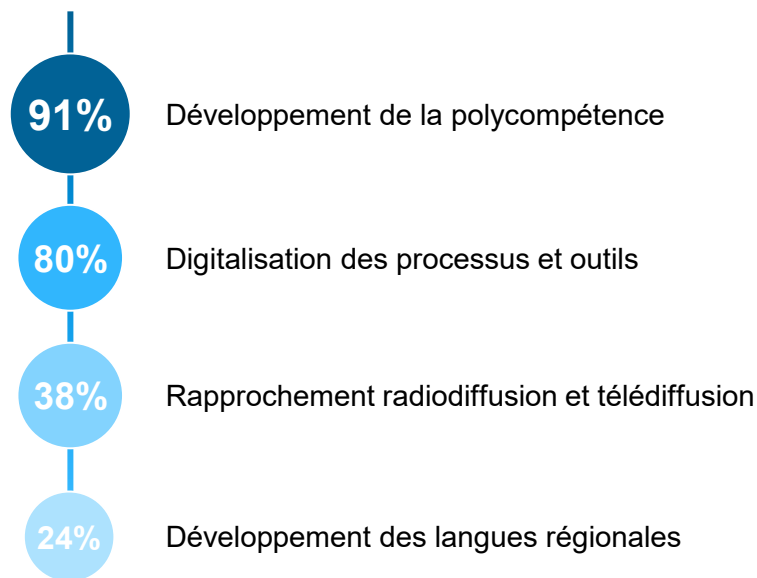 91% Développement de la polycompétence
80% Digitalisation des processus et outils
38% Rapprochement radiodiffusion et télédiffusion
24% Développement des langues régionales